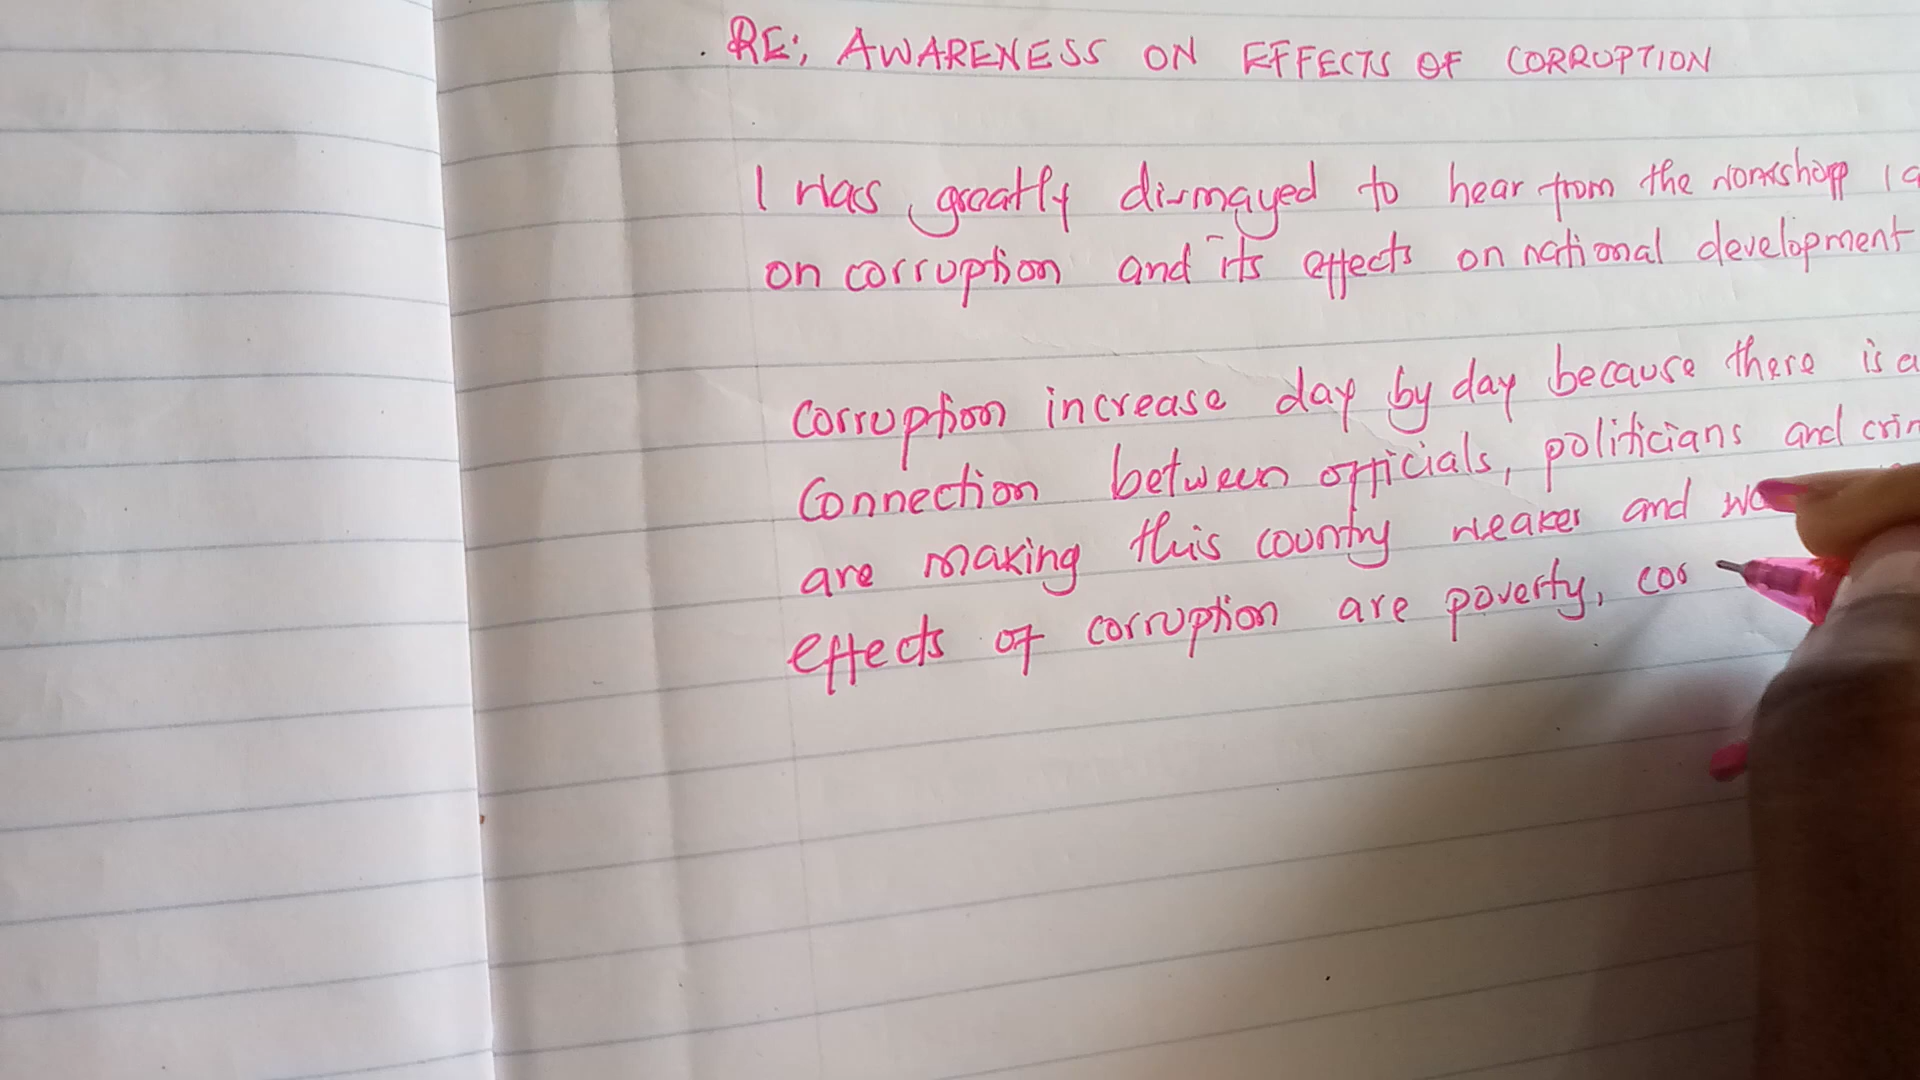 RE:, AWARENESS ON EFFECTS OF CORRUPTION
I was greatly dismayed to hear from the workshop I
on corruption and its effects on national development
Corruption increase day by day because there is
Connection between officials, politicians and
are making this country weaker and
effects of corruption are poverty,